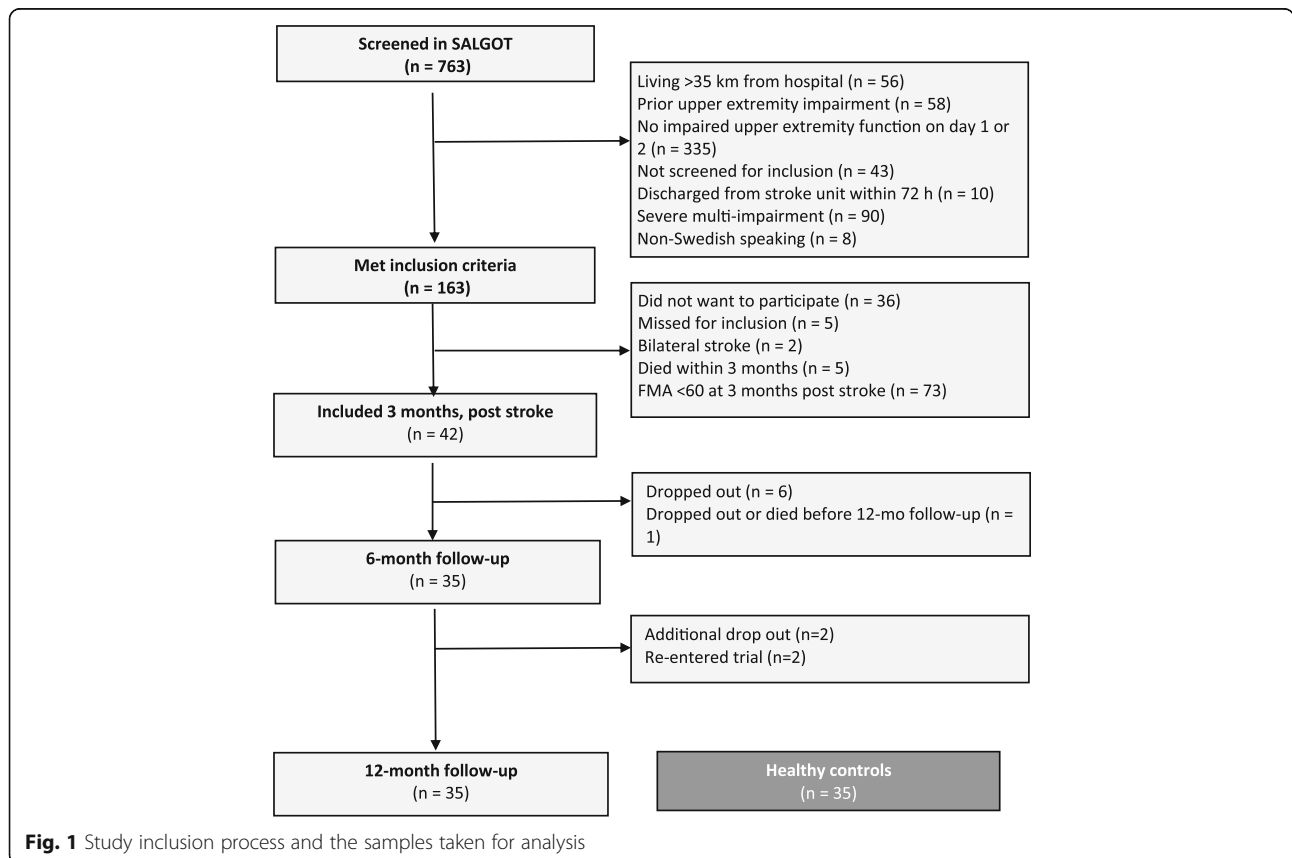 Screened in SALGOT
(n = 763)
Living >35 km from hospital (n = 56)
Prior upper extremity impairment (n = 58)
No impaired upper extremity function on day 1 or
2 (n = 335)
Not screened for inclusion (n = 43)
Discharged from stroke unit within 72 h (n = 10)
Severe multi-impairment (n = 90)
Non-Swedish speaking (n = 8)
Met inclusion criteria
(n = 163)
Did not want to participate (n = 36)
Missed for inclusion (n = 5)
Bilateral stroke (n = 2)
Died within 3 months (n = 5)
FMA <60 at 3 months post stroke (n = 73)
Included 3 months, post stroke
(n = 42)
Dropped out (n = 6)
Dropped out or died before 12-mo follow-up (n =
1)
6-month follow-up
(n = 35)
Additional drop out (n=2)
Re-entered trial (n=2)
12-month follow-up
(n = 35)
Healthy controls
(n = 35)
Fig. 1 Study inclusion process and the samples taken for analysis